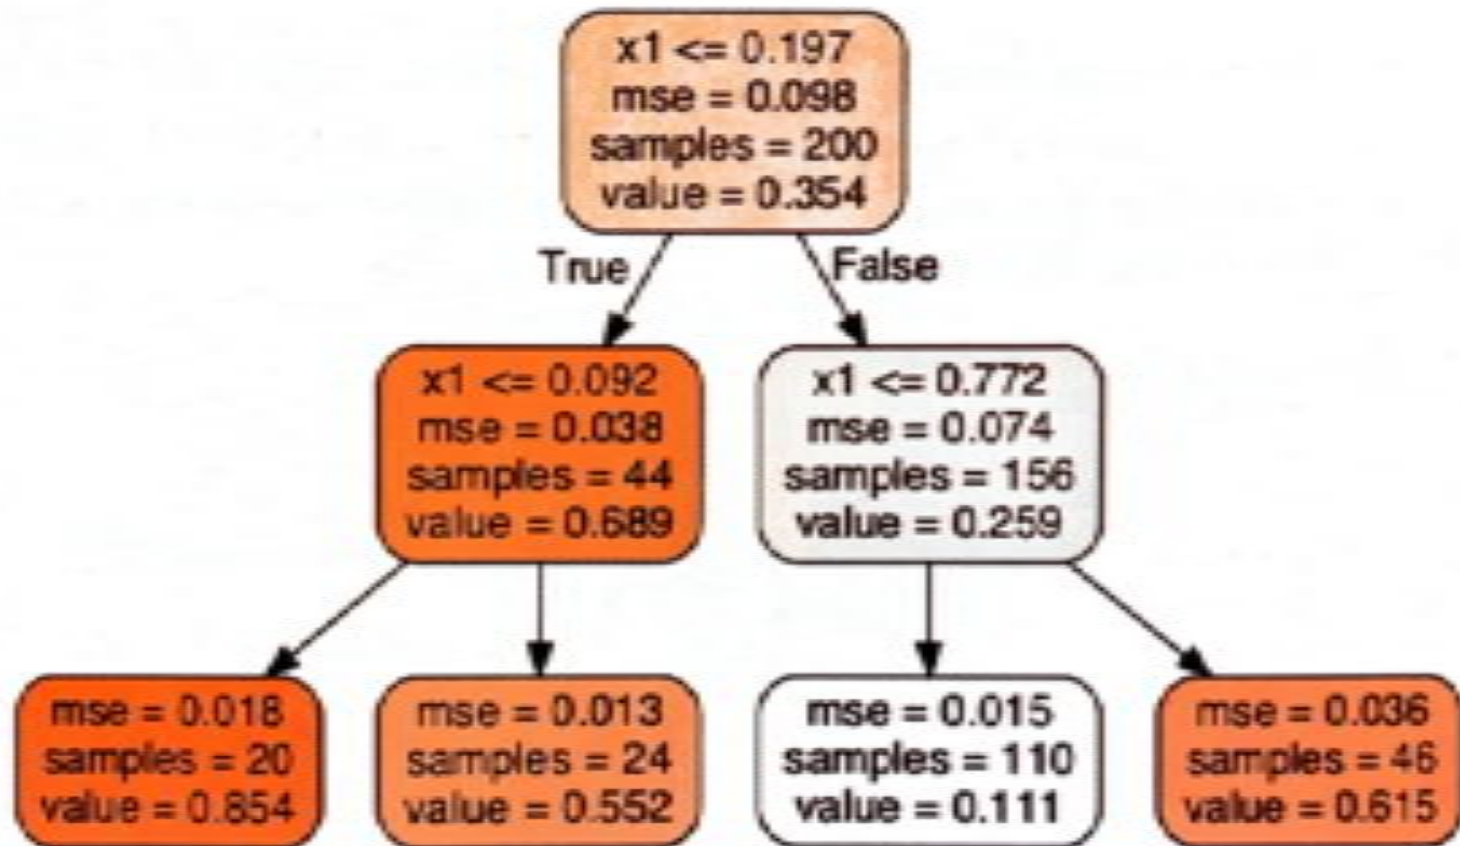 x1 <= 0.197
mse = 0.098
samples = 200
value = 0.354
True
False
x1 <= 0.092
mse = 0.038
samples = 44
value = 0.689
x1 <= 0.772
mse = 0.074
samples = 156
value = 0.259
mse = 0.018
samples = 20
value = 0.854
mse = 0.013
samples = 24
value = 0.552
mse = 0.015
samples = 110
value = 0.111
mse = 0.036
samples = 46
value = 0.615